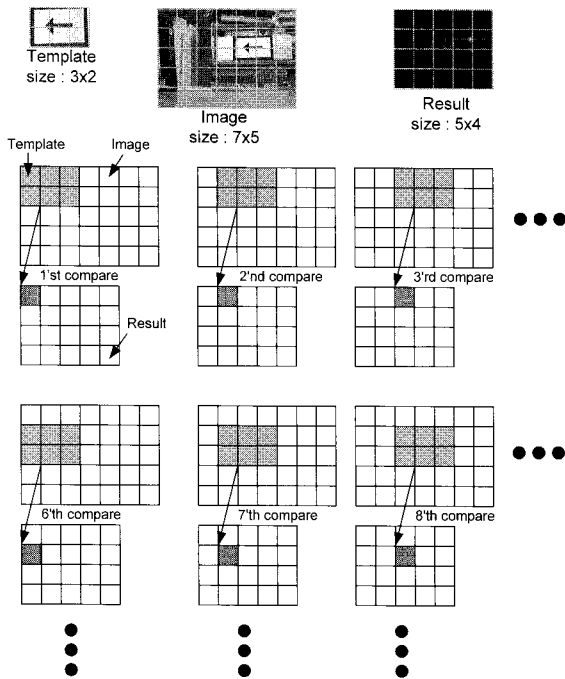 Template
size : 3x2
Image
size : 7x5
Result
size : 5x4
Template
Image
1'st compare
2'nd compare
3'rd compare
Result
6'th compare
7'th compare
8'th compare